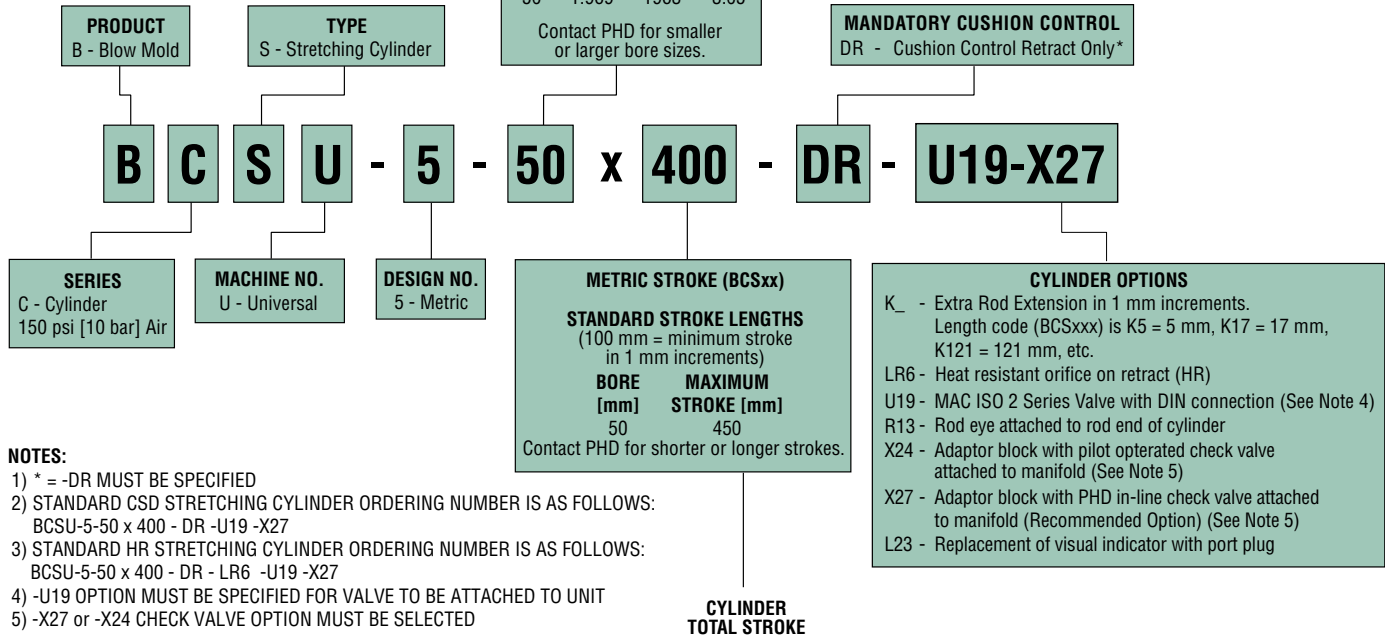 PRODUCT
B - Blow Mold
TYPE
S - Stretching Cylinder
Contact PHD for smaller
or larger bore sizes.
MANDATORY CUSHION CONTROL
DR - Cushion Control Retract Only*
B C S U - 5 - 50 x 400 - DR - U19-X27
SERIES
C - Cylinder
150 psi [10 bar] Air
MACHINE NO.
U - Universal
DESIGN NO.
5 - Metric
METRIC STROKE (BCSxx)
STANDARD STROKE LENGTHS
(100 mm = minimum stroke
in 1 mm increments)
BORE MAXIMUM
[mm] STROKE [mm]
50 450
Contact PHD for shorter or longer strokes.
CYLINDER
TOTAL STROKE
CYLINDER OPTIONS
K_ - Extra Rod Extension in 1 mm increments.
Length code (BCSxxx) is K5 = 5 mm, K17 = 17 mm,
K121 = 121 mm, etc.
LR6 - Heat resistant orifice on retract (HR)
U19 - MAC ISO 2 Series Valve with DIN connection (See Note 4)
R13 - Rod eye attached to rod end of cylinder
X24 - Adaptor block with pilot opterated check valve
attached to manifold (See Note 5)
X27 - Adaptor block with PHD in-line check valve attached
to manifold (Recommended Option) (See Note 5)
L23 - Replacement of visual indicator with port plug
NOTES:
1) * = -DR MUST BE SPECIFIED
2) STANDARD CSD STRETCHING CYLINDER ORDERING NUMBER IS AS FOLLOWS:
BCSU-5-50 x 400 - DR -U19 -X27
3) STANDARD HR STRETCHING CYLINDER ORDERING NUMBER IS AS FOLLOWS:
BCSU-5-50 x 400 - DR - LR6 -U19 -X27
4) -U19 OPTION MUST BE SPECIFIED FOR VALVE TO BE ATTACHED TO UNIT
5) -X27 or -X24 CHECK VALVE OPTION MUST BE SELECTED